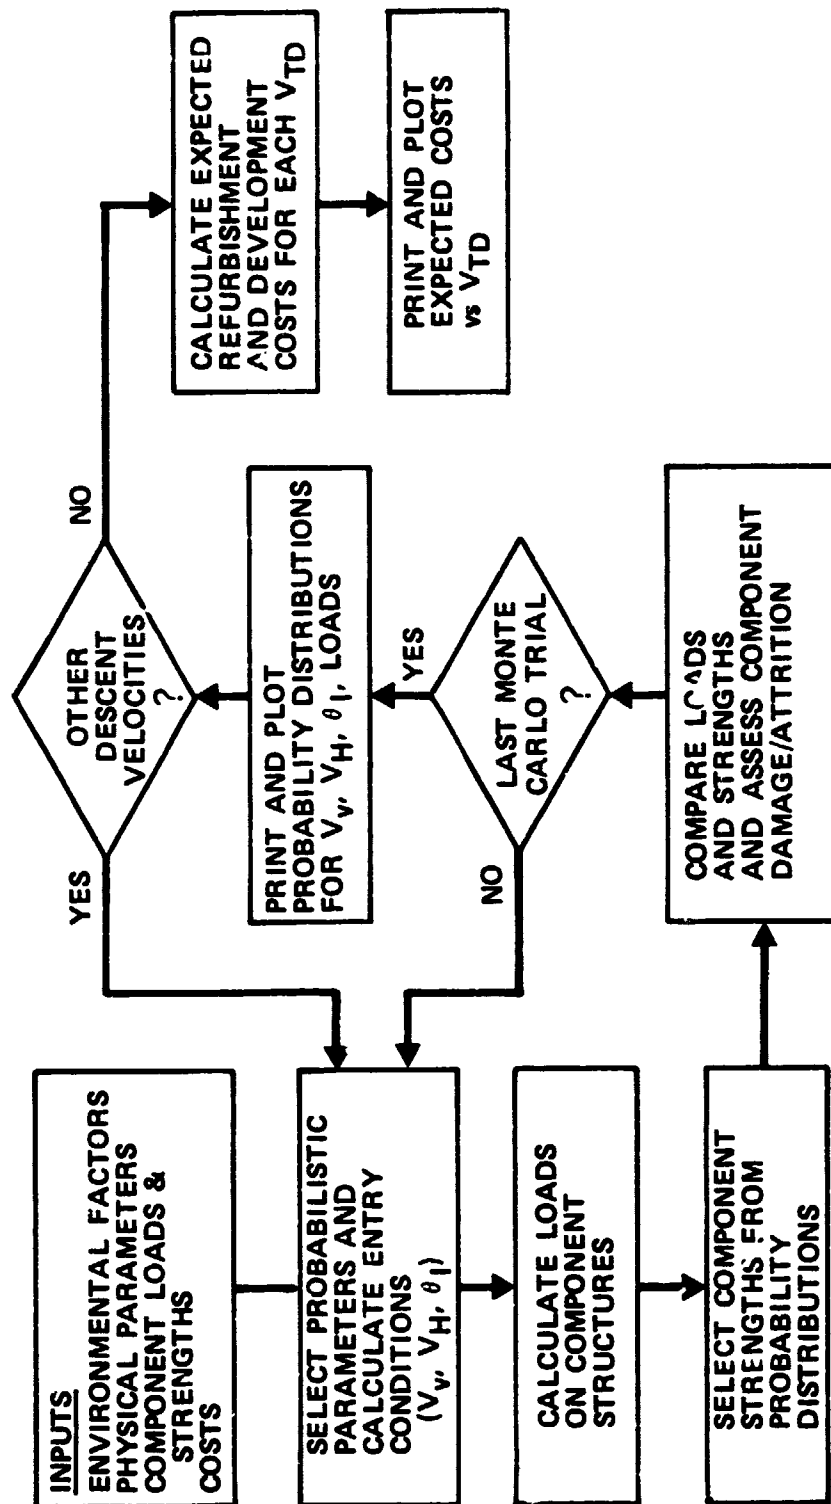 INPUTS
ENVIRONMENTAL FACTORS
PHYSICAL PARAMETERS
COMPONENT LOADS &
STRENGTHS
COSTS
SELECT PROBABILISTIC
PARAMETERS AND
CALCULATE ENTRY
CONDITIONS
(Vv, VH, θI)
CALCULATE LOADS
ON COMPONENT
STRUCTURES
SELECT COMPONENT
STRENGTHS FROM
PROBABILITY
DISTRIBUTIONS
COMPARE LOADS
AND STRENGTHS
AND ASSESS COMPONENT
DAMAGE/ATTRITION
LAST MONTE
CARLO TRIAL
?
NO
YES
PRINT AND PLOT
PROBABILITY DISTRIBUTIONS
FOR Vv, VH, θI, LOADS
OTHER
DESCENT
VELOCITIES
?
YES
NO
CALCULATE EXPECTED
REFURBISHMENT
AND DEVELOPMENT
COSTS FOR EACH VTD
PRINT AND PLOT
EXPECTED COSTS
vs VTD